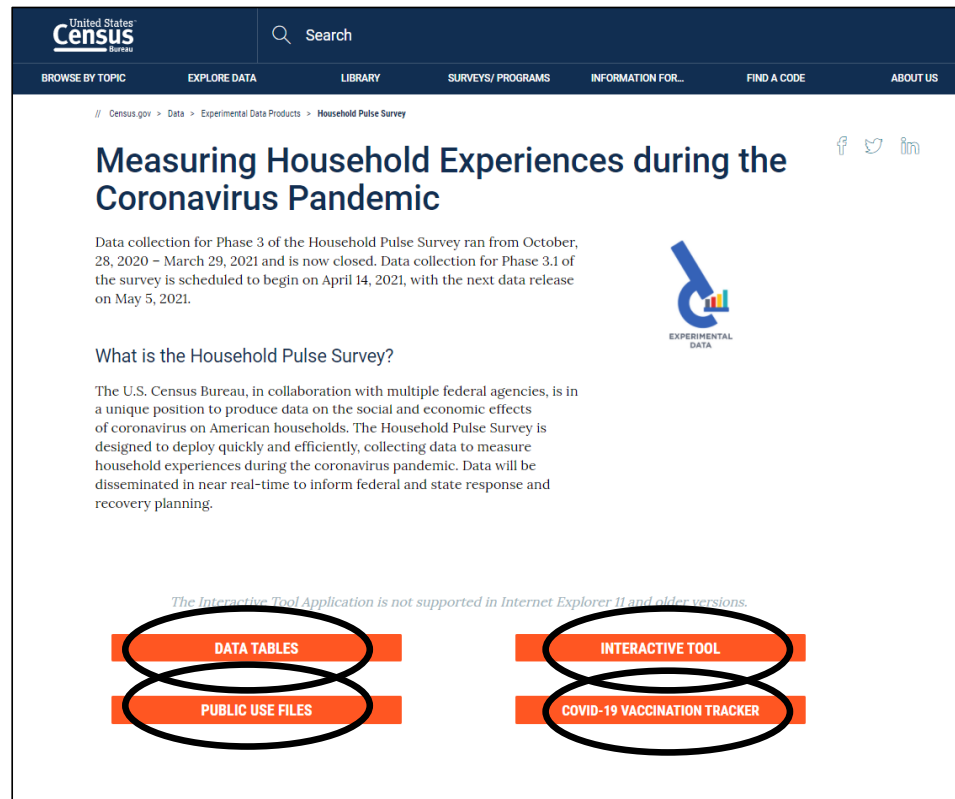 United States®
Census
Bureau
Search
BROWSE BY TOPIC EXPLORE DATA LIBRARY SURVEYS/ PROGRAMS INFORMATION FOR... FIND A CODE ABOUT US
// Census.gov > Data > Experimental Data Products > Household Pulse Survey
Measuring Household Experiences during the
Coronavirus Pandemic
f in
Data collection for Phase 3 of the Household Pulse Survey ran from October,
28, 2020 – March 29, 2021 and is now closed. Data collection for Phase 3.1 of
the survey is scheduled to begin on April 14, 2021, with the next data release
on May 5, 2021.
EXPERIMENTAL
DATA
What is the Household Pulse Survey?
The U.S. Census Bureau, in collaboration with multiple federal agencies, is in
a unique position to produce data on the social and economic effects
of coronavirus on American households. The Household Pulse Survey is
designed to deploy quickly and efficiently, collecting data to measure
household experiences during the coronavirus pandemic. Data will be
disseminated in near real-time to inform federal and state response and
recovery planning.
The Interactive Tool Application is not supported in Internet Explorer 11 and older versions.
DATA TABLES INTERACTIVE TOOL
PUBLIC USE FILES COVID-19 VACCINATION TRACKER